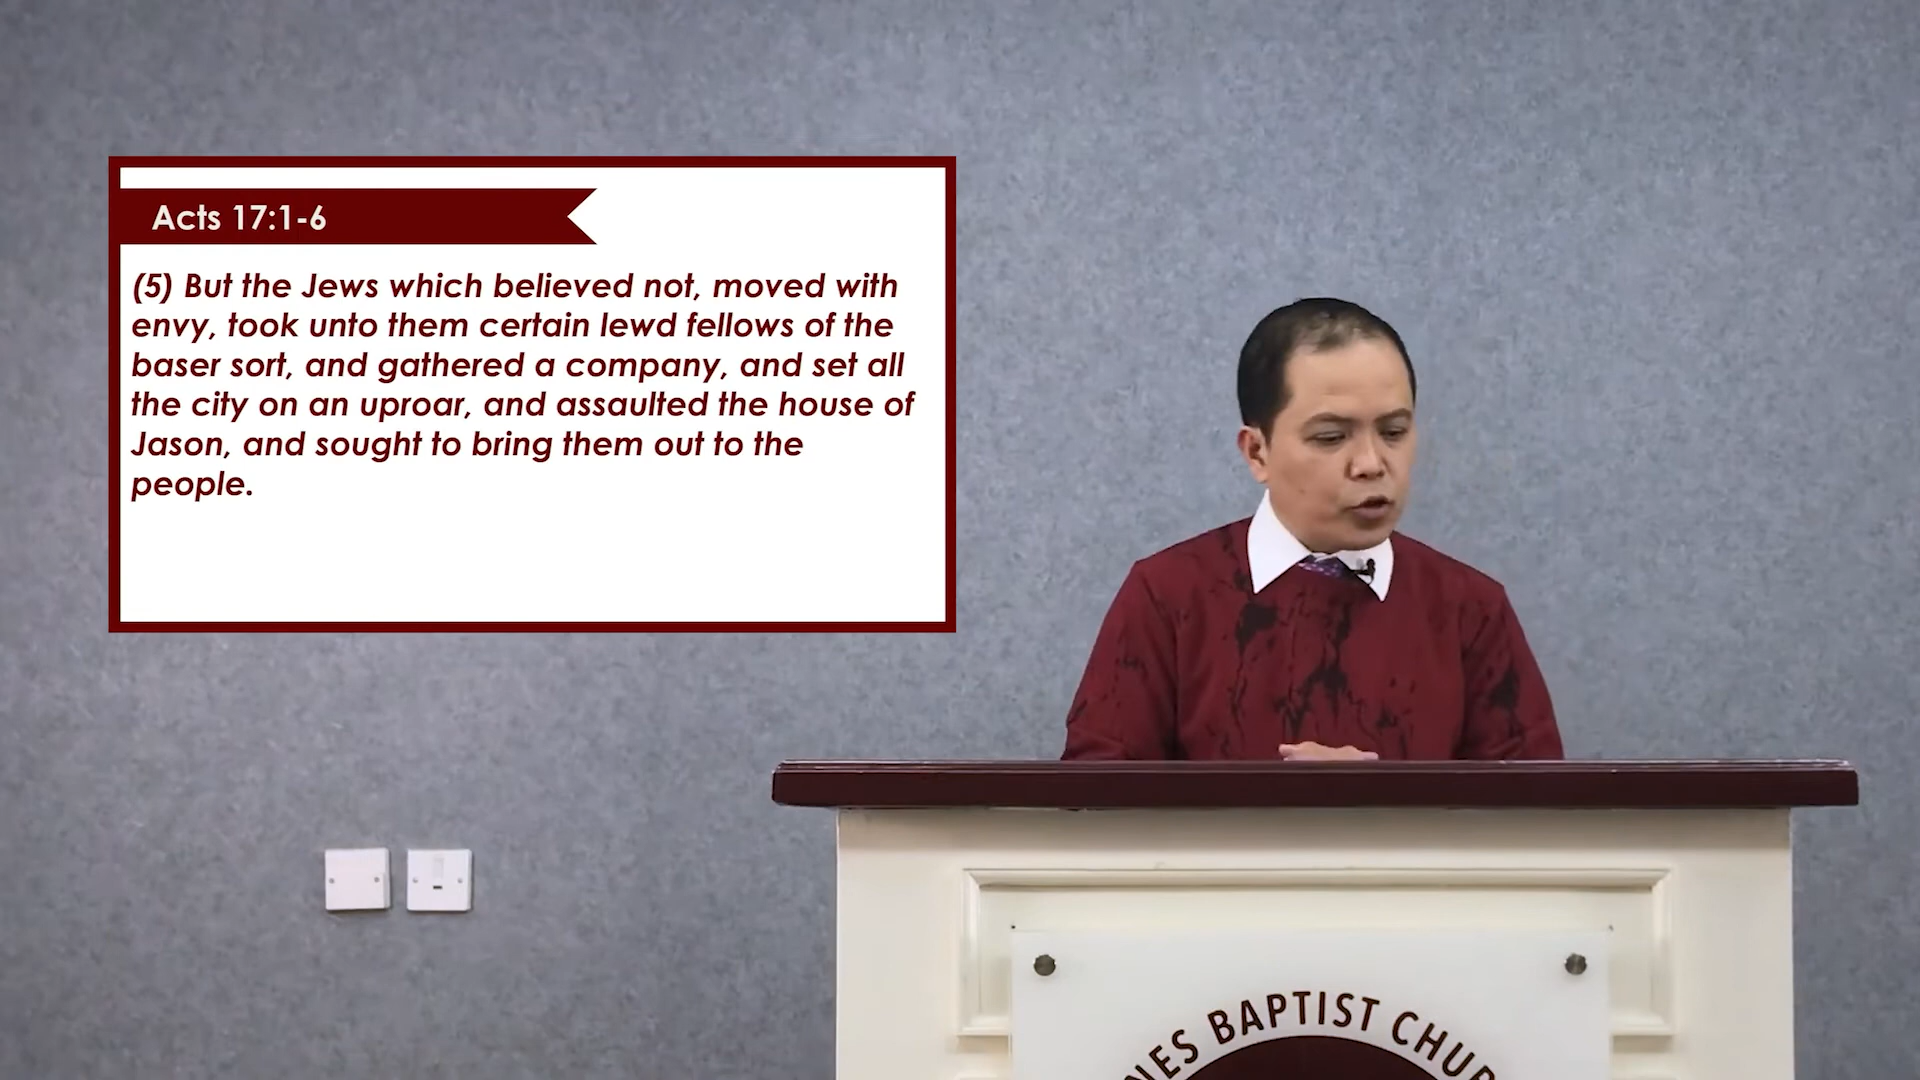 Acts 17:1-6
(5) But the Jews which believed not, moved with
envy, took unto them certain lewd fellows of the
baser sort, and gathered a company, and set all
the city on an uproar, and assaulted the house of
Jason, and sought to bring them out to the
people.
BAPTIST